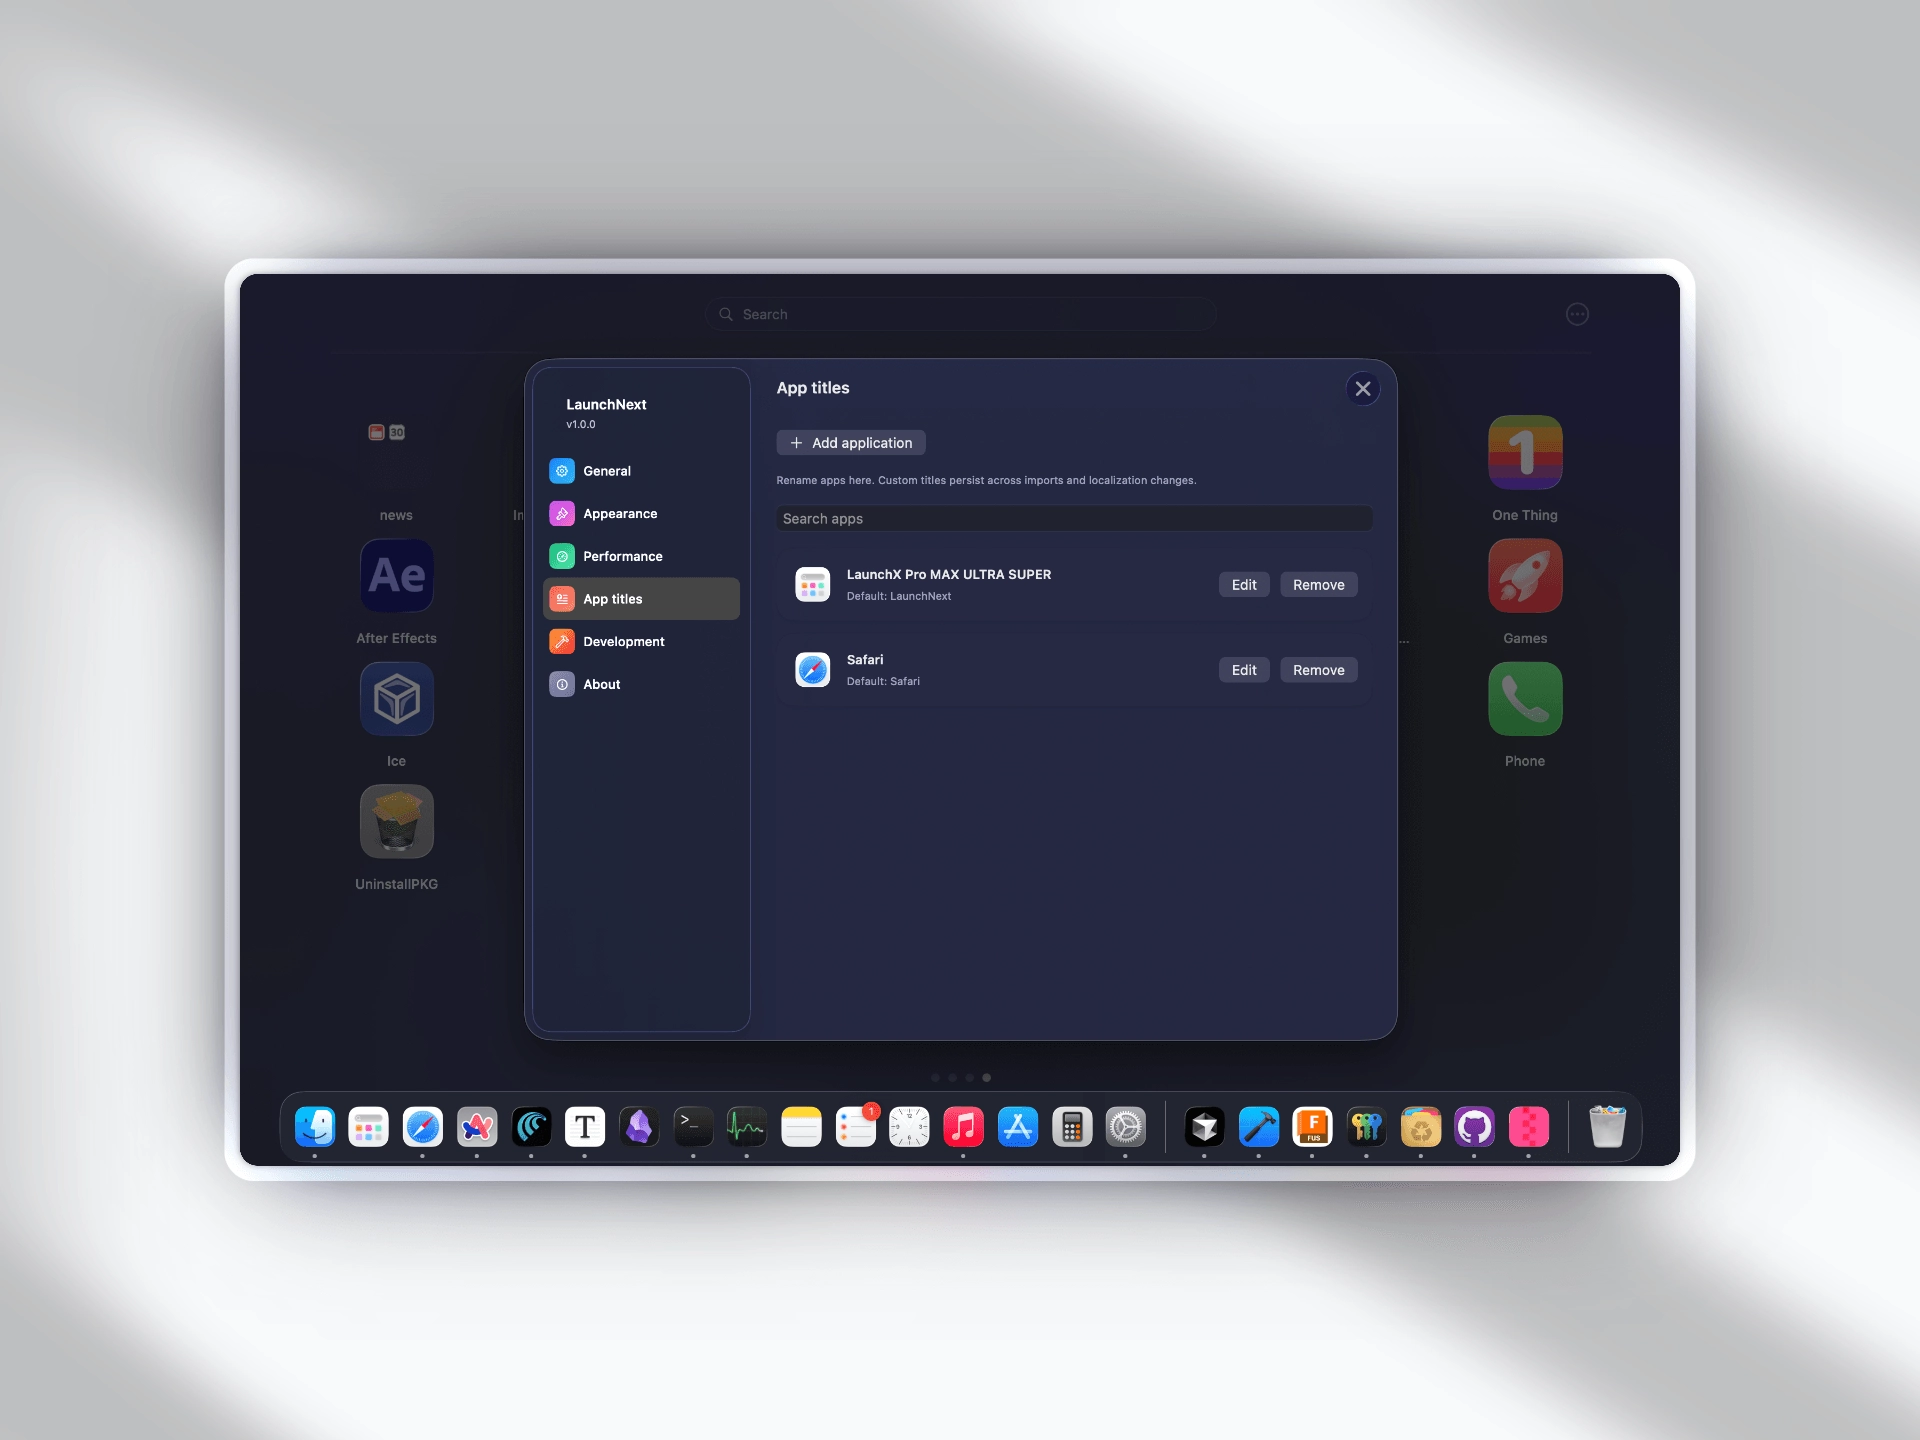 Search
LaunchNext
v1.0.0
General
Appearance
Performance
App titles
Development
About
App titles
+ Add application
Rename apps here. Custom titles persist across imports and localization changes.
Search apps
LaunchX Pro MAX ULTRA SUPER
Default: LaunchNext
Edit
Remove
Safari
Default: Safari
Edit
Remove
30
news
Ae
After Effects
Ice
UninstallPKG
1
One Thing
Games
Phone
T
>_
1
F
FUS